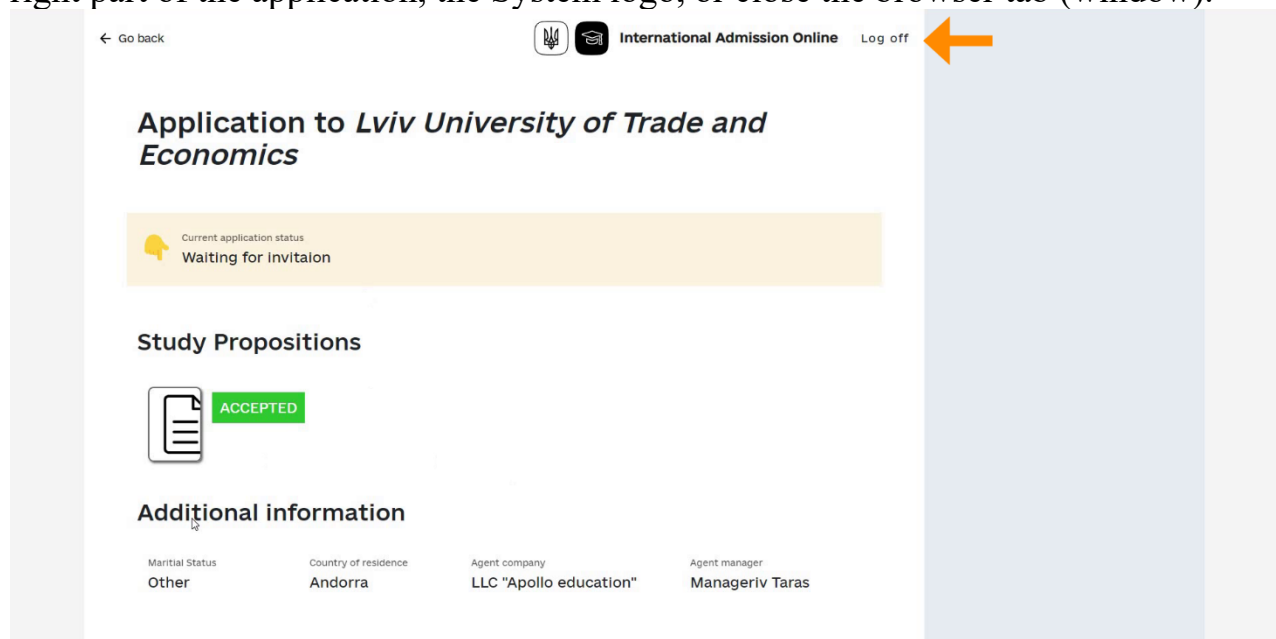 right part of the application, the System logo, or close the browser tab (window).
← Go back
International Admission Online
Log off
Application to Lviv University of Trade and
Economics
Current application status
Waiting for invitaion
Study Propositions
ACCEPTED
Additional information
Maritial Status
Country of residence
Agent company
Agent manager
Other
Andorra
LLC "Apollo education"
Manageriv Taras